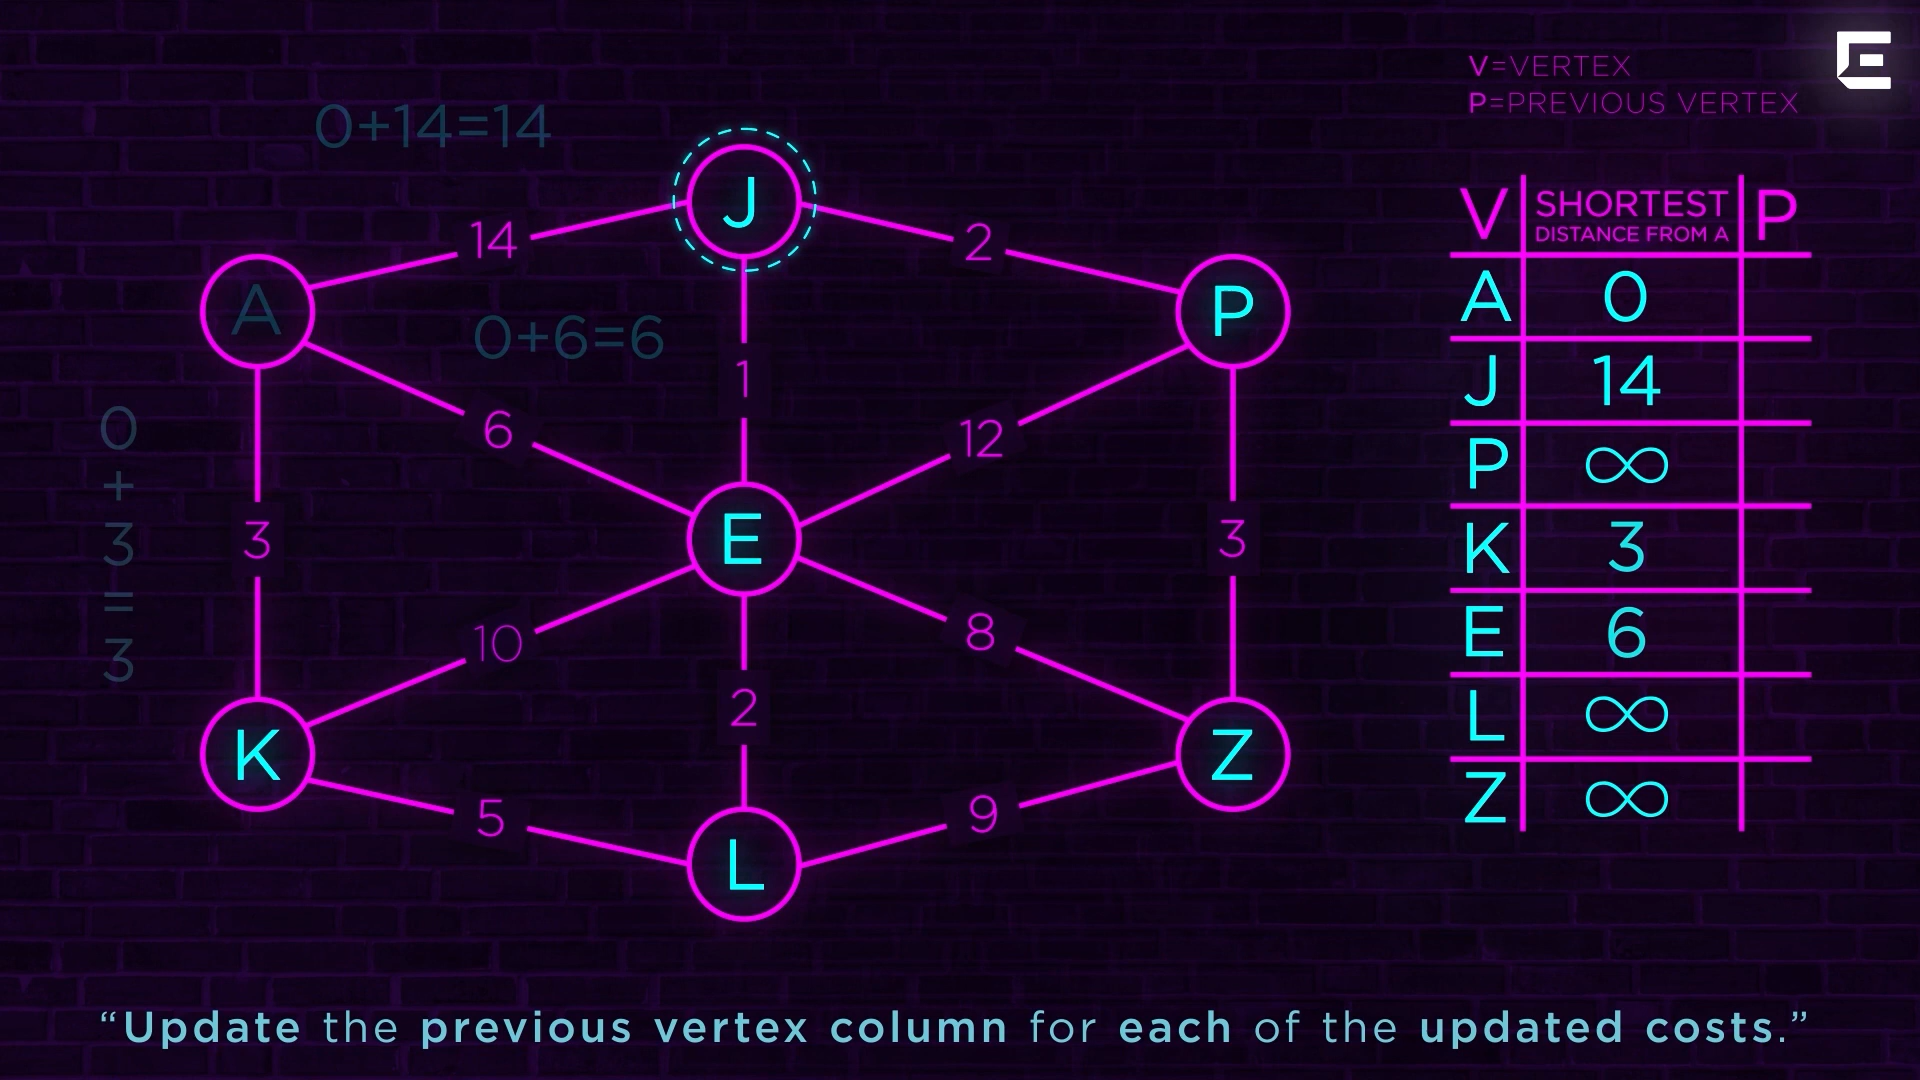 V=VERTEX
P=PREVIOUS VERTEX
0+14=14
J
14
2
A
P
0+6=6
1
6
12
0
+
3
=
3
3
E
3
10
8
2
K
Z
5
9
L
V SHORTEST DISTANCE FROM A P
A 0
J 14
P ∞
K 3
E 6
L ∞
Z ∞
“Update the previous vertex column for each of the updated costs.”